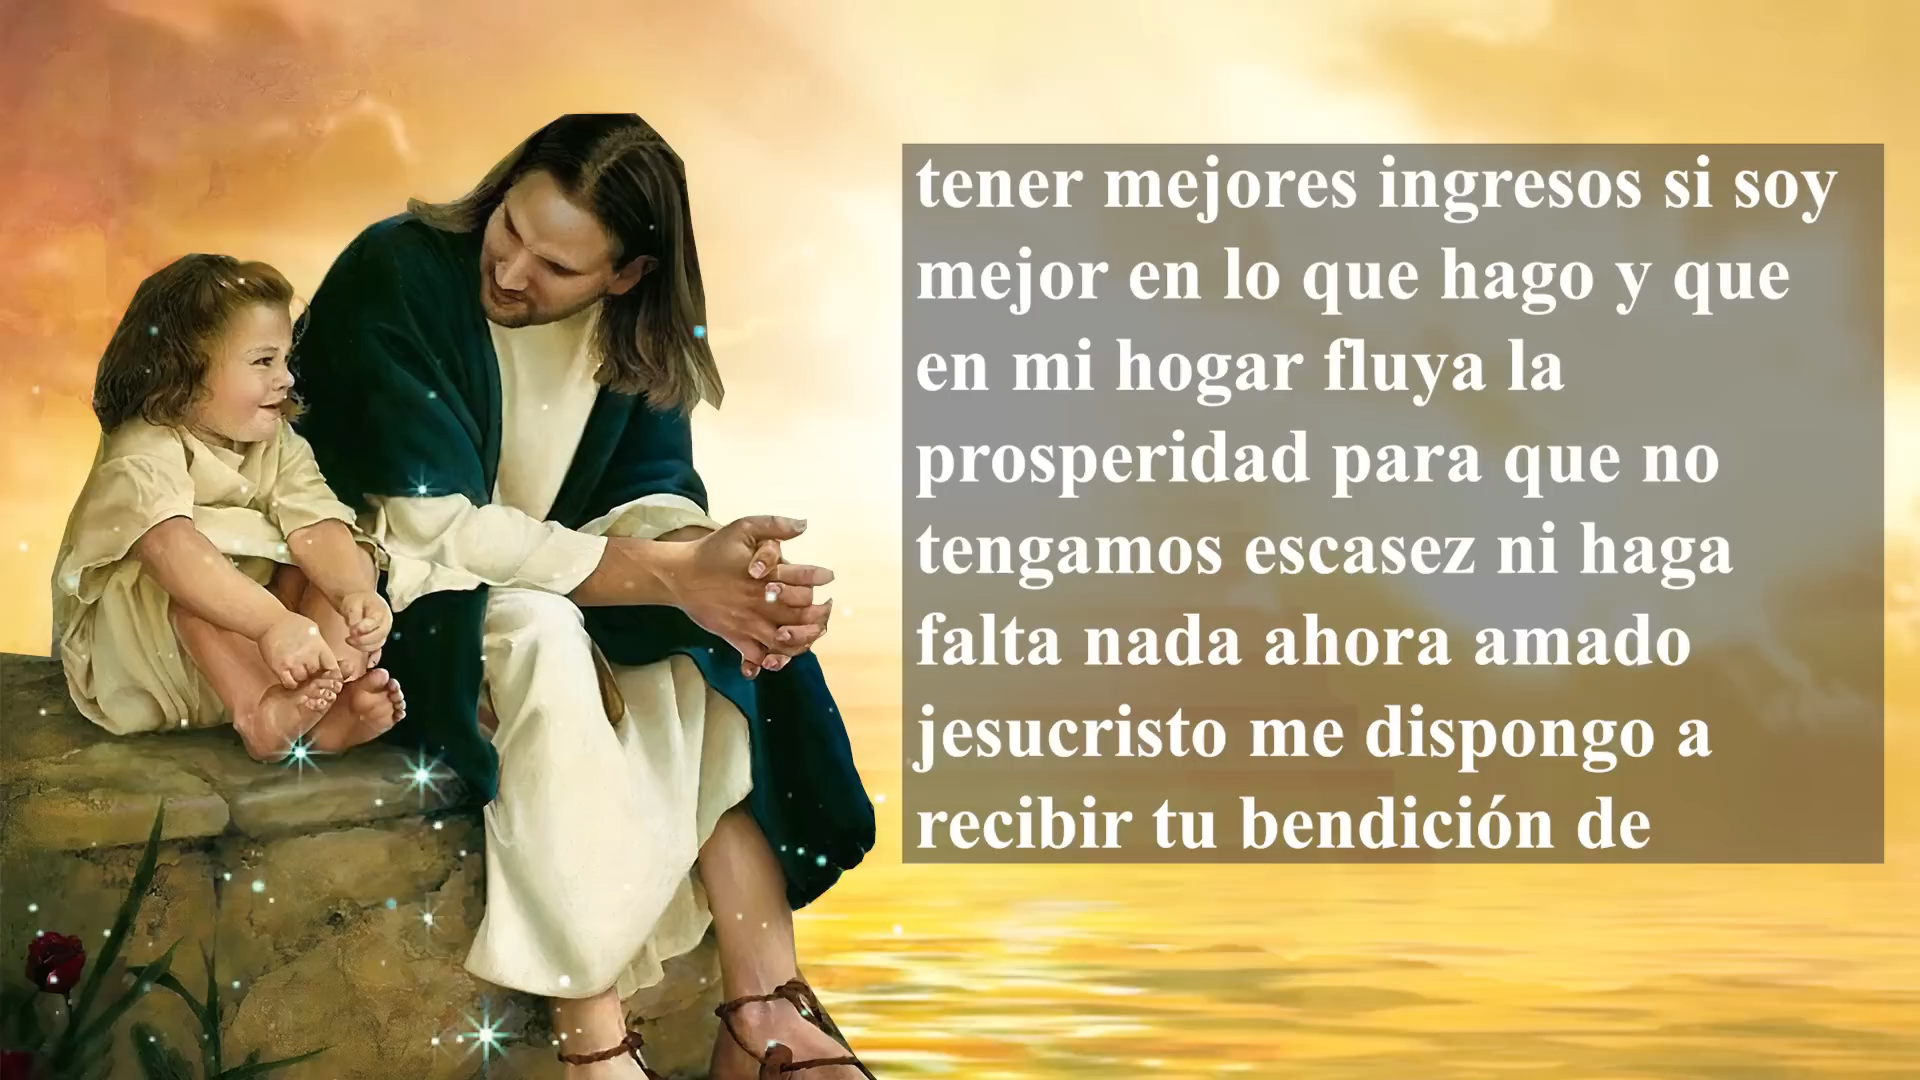 tener mejores ingresos si soy
mejor en lo que hago y que
en mi hogar fluya la
prosperidad para que no
tengamos escasez ni haga
falta nada ahora amado
jesucristo me dispongo a
recibir tu bendición de